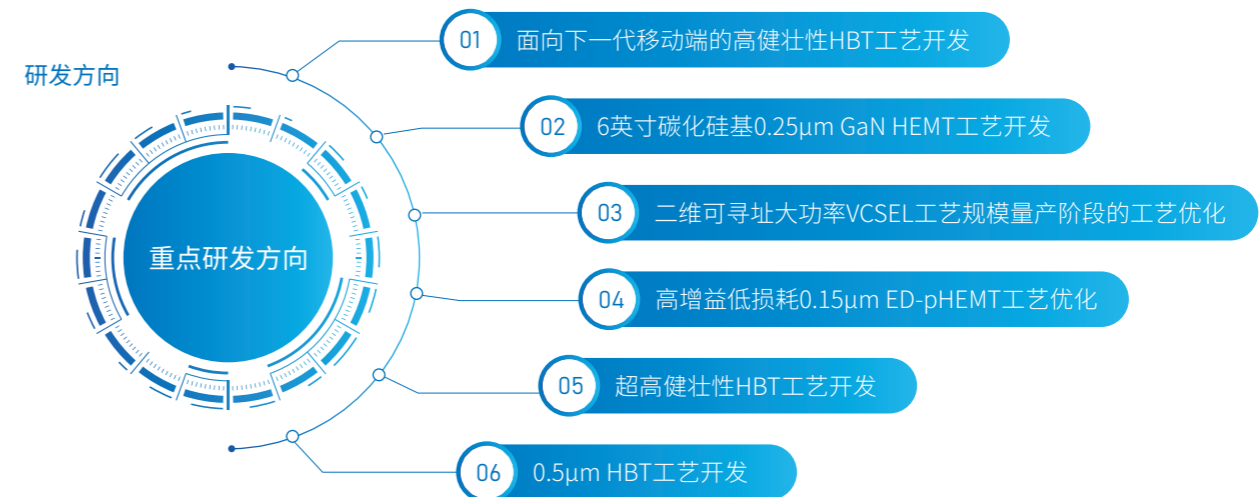 研发方向
重点研发方向
01 面向下一代移动端的高健壮性HBT工艺开发
02 6英寸碳化硅基0.25μm GaN HEMT工艺开发
03 二维可寻址大功率VCSEL工艺规模量产阶段的工艺优化
04 高增益低损耗0.15μm ED-pHEMT工艺优化
05 超高健壮性HBT工艺开发
06 0.5μm HBT工艺开发